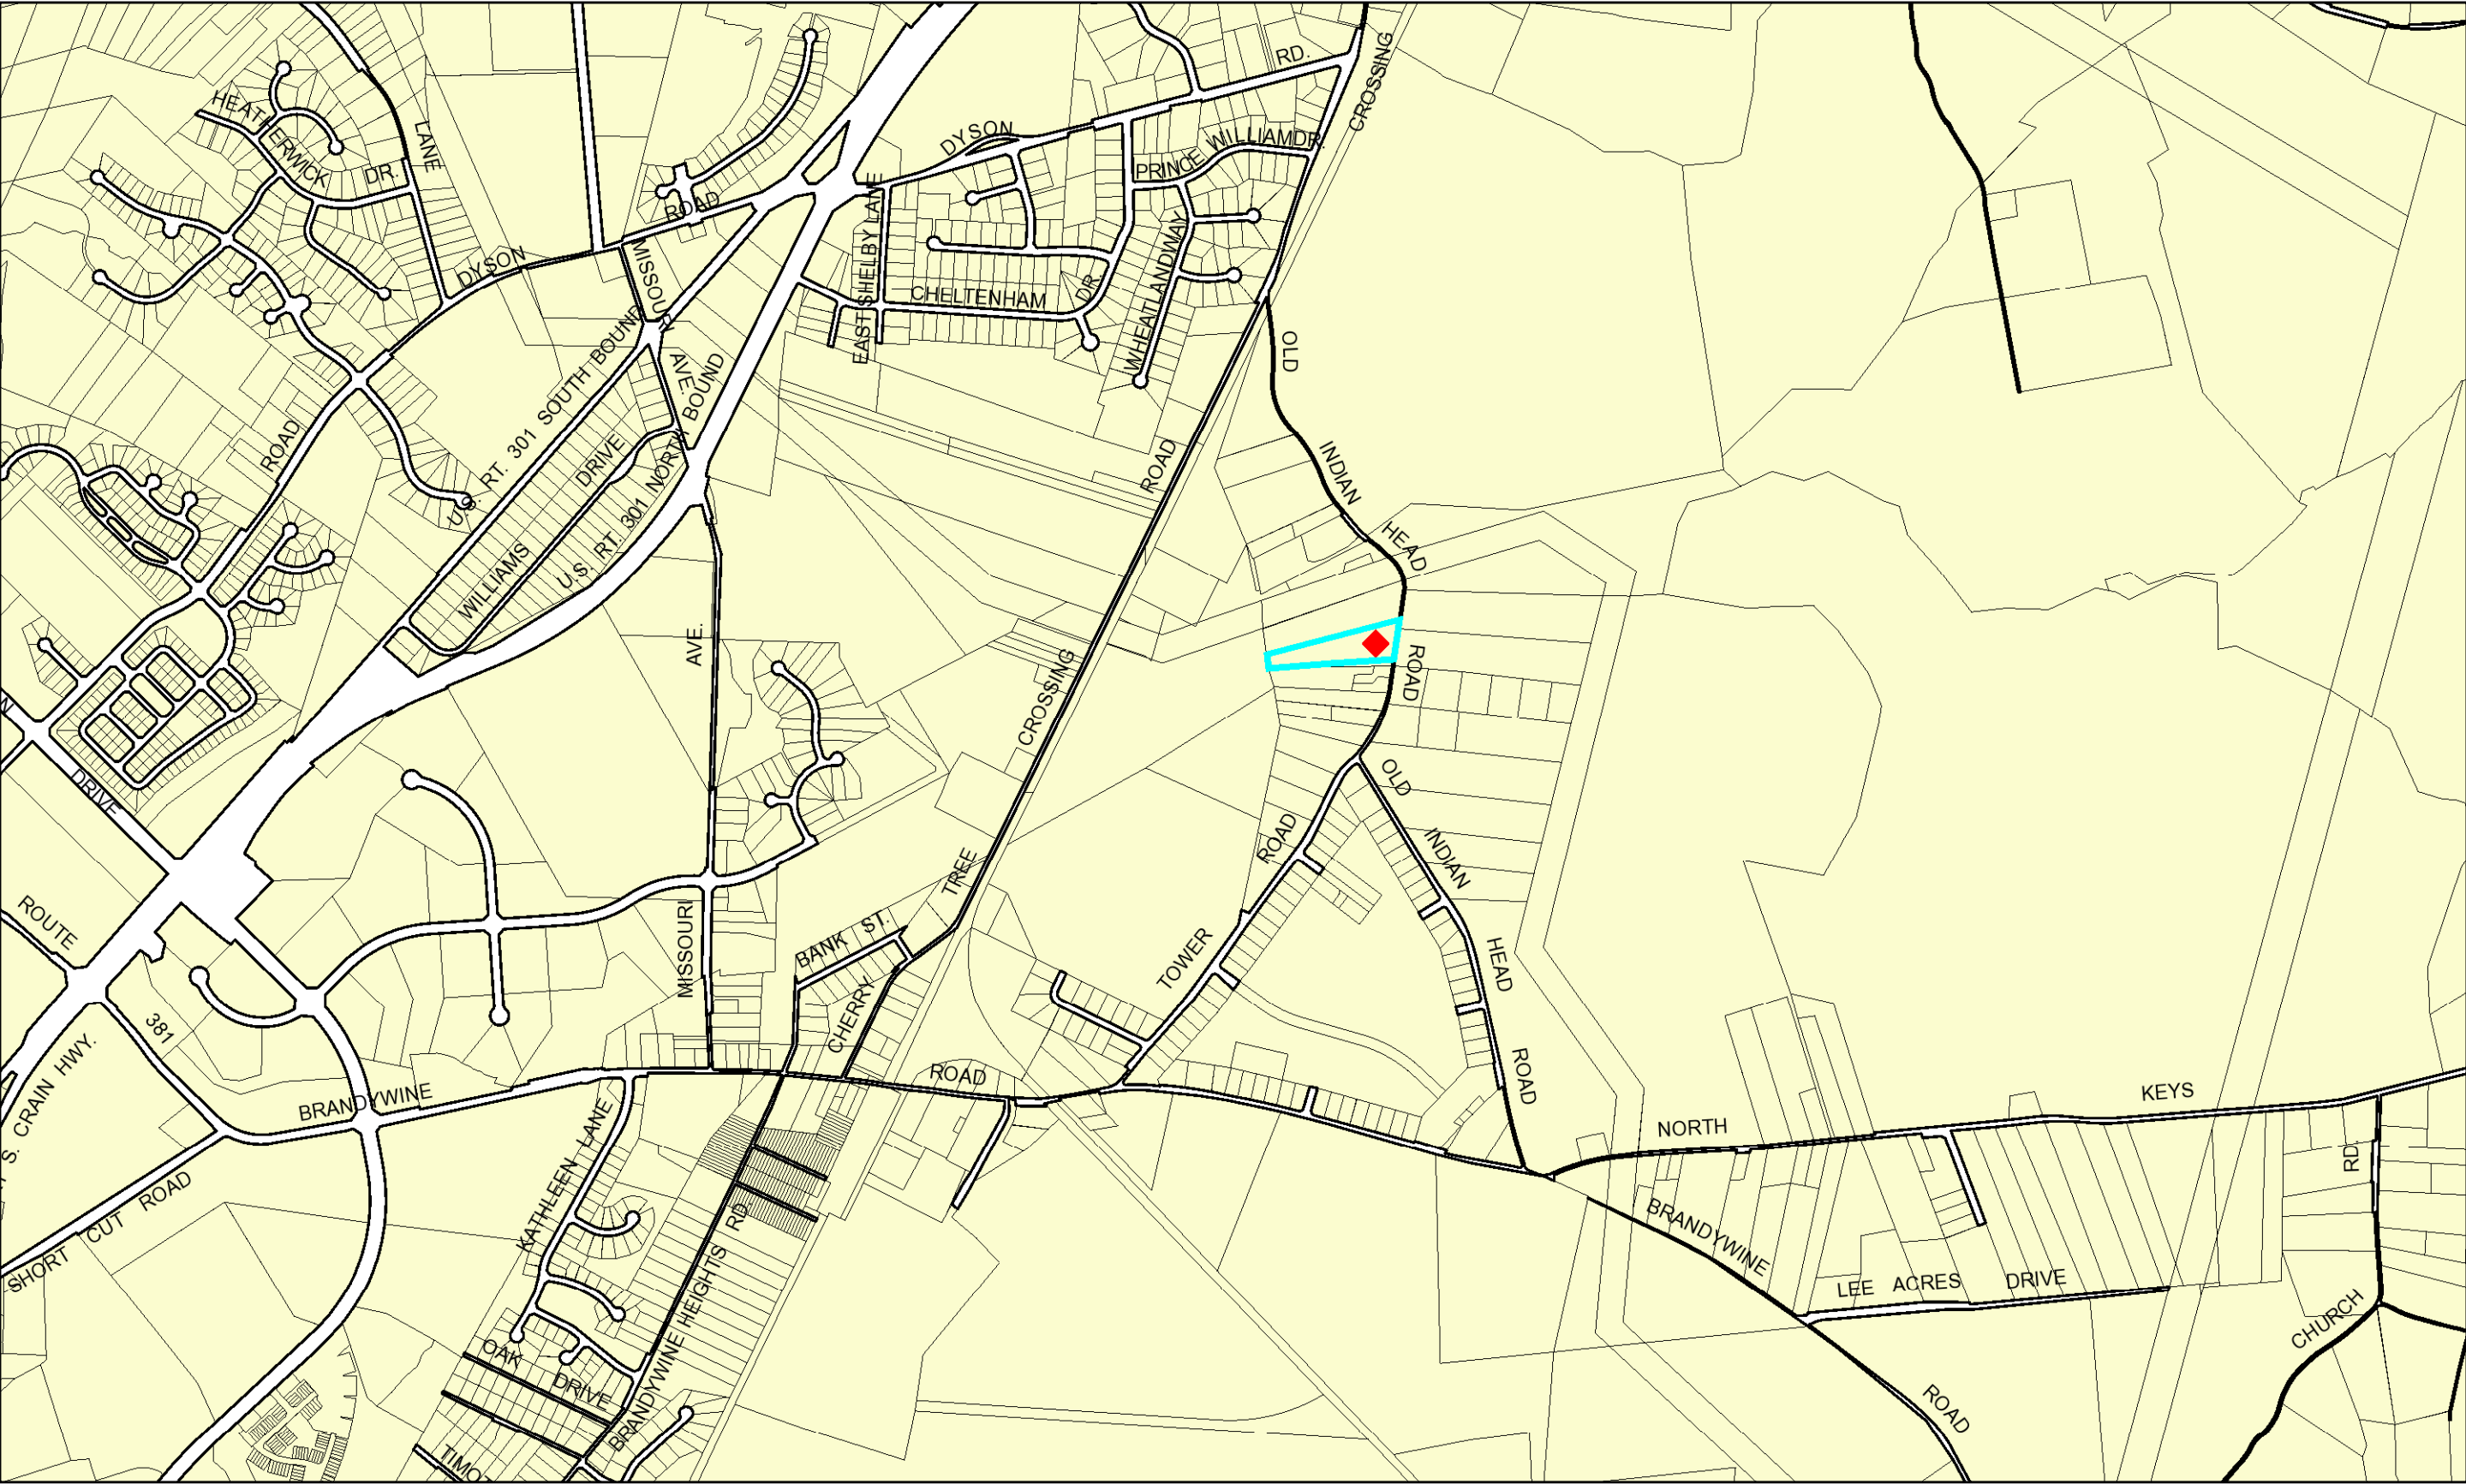 RD.
CROSSING
HEATHERWICK
DR.
LANE
DYSON
PRINCE WILLIAM DR.
ROAD
DYSON
MISSOURI
AVE.
EAST SHELBY LANE
CHELTENHAM
DR.
WHEATLAND WAY
OLD
INDIAN
HEAD
ROAD
U.S. RT. 301 SOUTH BOUND
U.S. RT. 301 NORTH BOUND
WILLIAMS
DRIVE
ROAD
ROAD
AVE.
CROSSING
DRIVE
OLD
INDIAN
HEAD
ROAD
ROAD
TOWER
TREE
ROUTE
381
MISSOURI
BANK ST.
CHERRY
S. CRAIN HWY.
BRANDYWINE
ROAD
NORTH
KEYS
RD.
KATHLEEN LANE
SHORT CUT ROAD
BRANDYWINE HEIGHTS RD
BRANDYWINE
ROAD
LEE ACRES DRIVE
CHURCH
OAK
DRIVE